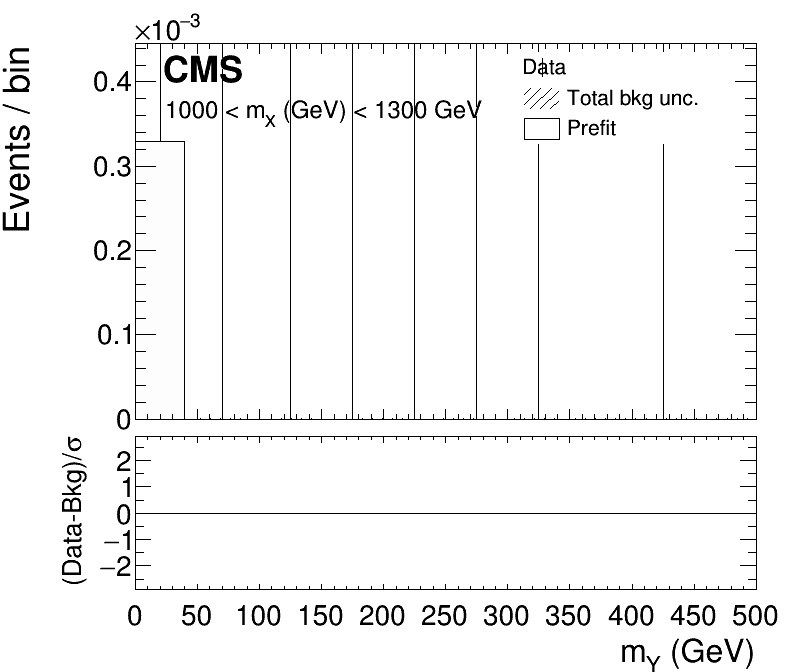 ×10⁻³
CMS
1000 < mX (GeV) < 1300 GeV
Data
Total bkg unc.
Prefit
Events / bin
0.4
0.3
0.2
0.1
0
(Data-Bkg)/σ
2
1
0
−1
−2
0 50 100 150 200 250 300 350 400 450 500
mY (GeV)